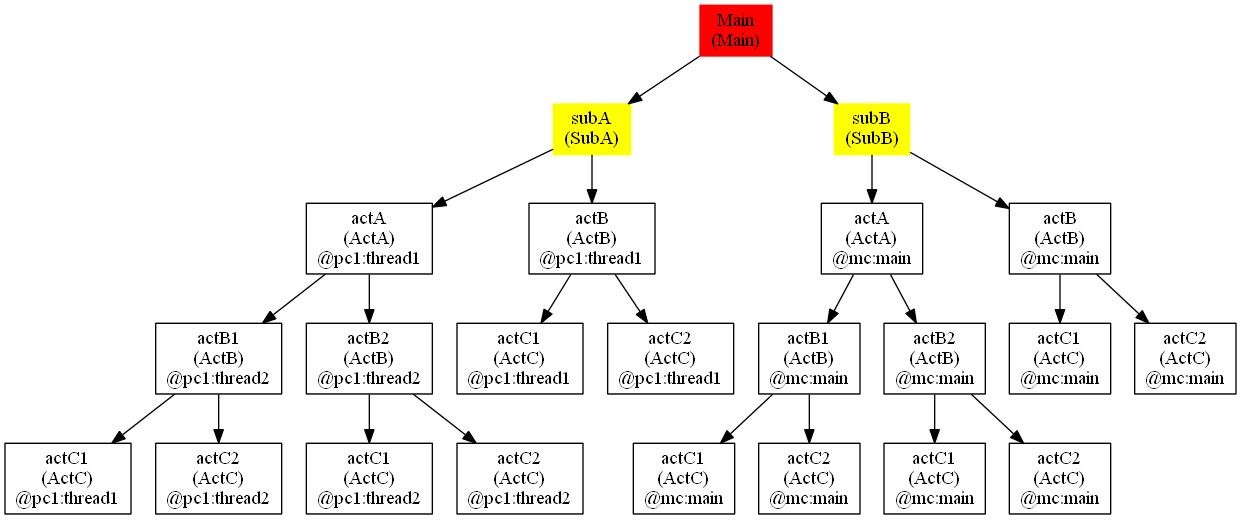 Main
(Main)
subA
(SubA)
subB
(SubB)
actA
(ActA)
@pc1:thread1
actB
(ActB)
@pc1:thread1
actA
(ActA)
@mc:main
actB
(ActB)
@mc:main
actB1
(ActB)
@pc1:thread2
actB2
(ActB)
@pc1:thread2
actC1
(ActC)
@pc1:thread1
actC2
(ActC)
@pc1:thread1
actB1
(ActB)
@mc:main
actB2
(ActB)
@mc:main
actC1
(ActC)
@mc:main
actC2
(ActC)
@mc:main
actC1
(ActC)
@pc1:thread1
actC2
(ActC)
@pc1:thread2
actC1
(ActC)
@pc1:thread2
actC2
(ActC)
@pc1:thread2
actC1
(ActC)
@mc:main
actC2
(ActC)
@mc:main
actC1
(ActC)
@mc:main
actC2
(ActC)
@mc:main